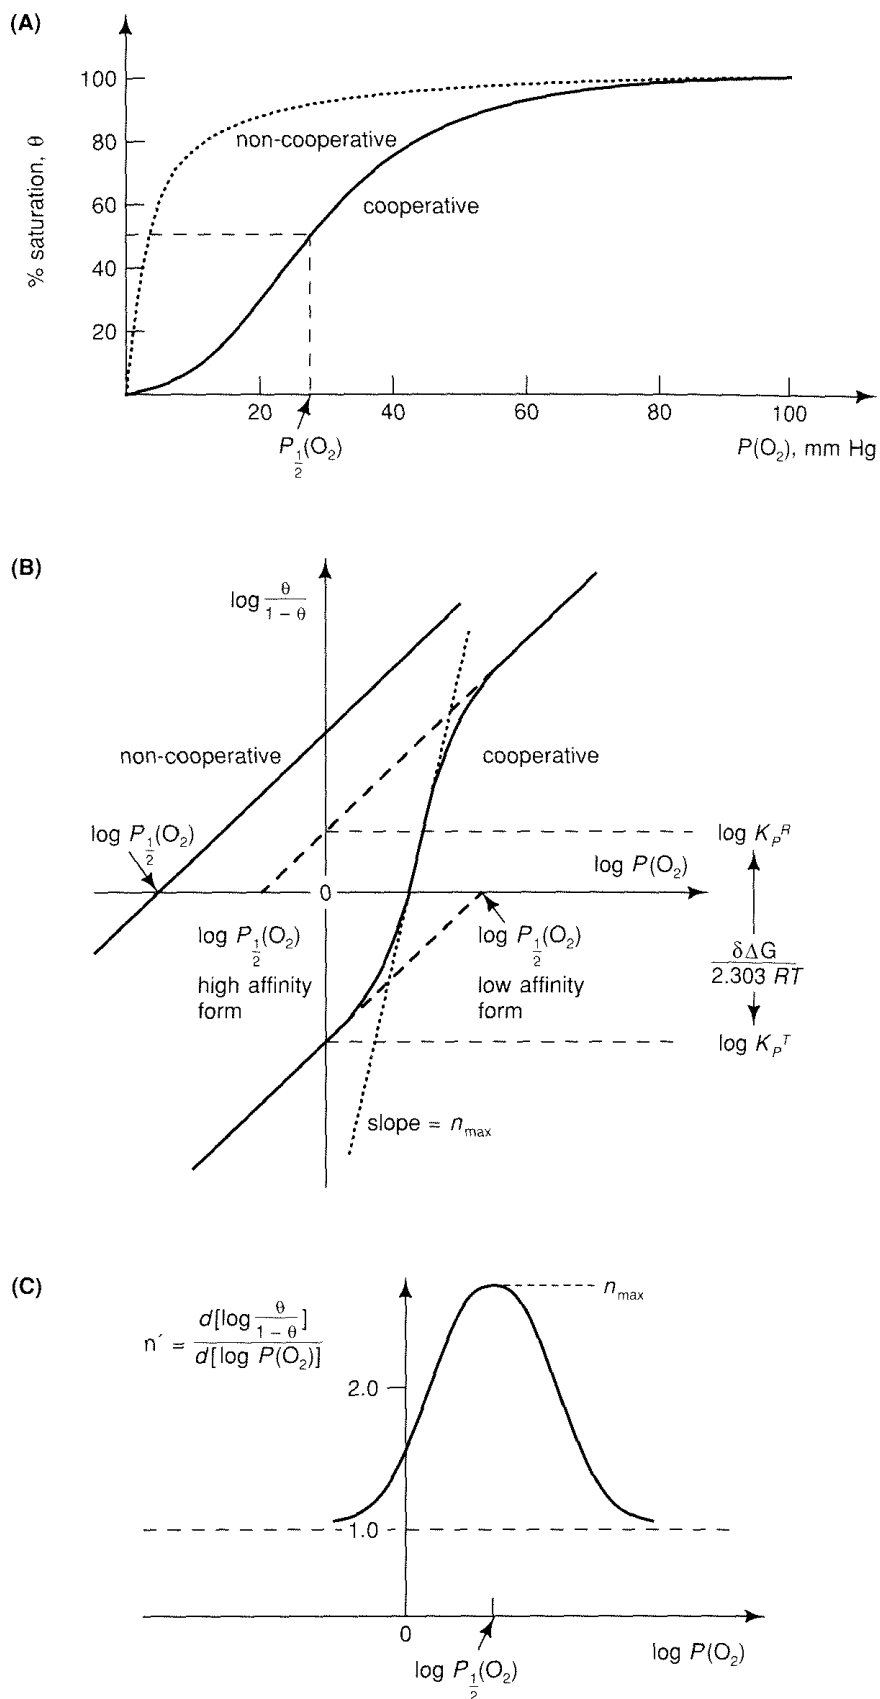 (A)
100
80
60
40
20
% saturation, θ
non-cooperative
cooperative
20 40 60 80 100
P½(O₂)
P(O₂), mm Hg
(B)
log θ/(1 − θ)
non-cooperative
cooperative
log P½(O₂)
log K_P^R
log P(O₂)
0
log P½(O₂)
high affinity
form
log P½(O₂)
low affinity
form
δΔG/2.303 RT
log K_P^T
slope = n_max
(C)
n′ = d[log θ/(1 − θ)]/d[log P(O₂)]
n_max
2.0
1.0
0
log P½(O₂)
log P(O₂)